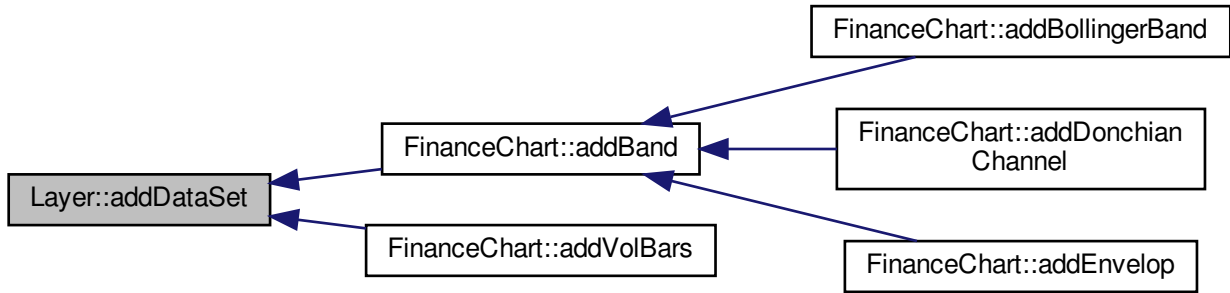 FinanceChart::addBollingerBand
FinanceChart::addBand
FinanceChart::addDonchian
Channel
Layer::addDataSet
FinanceChart::addVolBars
FinanceChart::addEnvelop